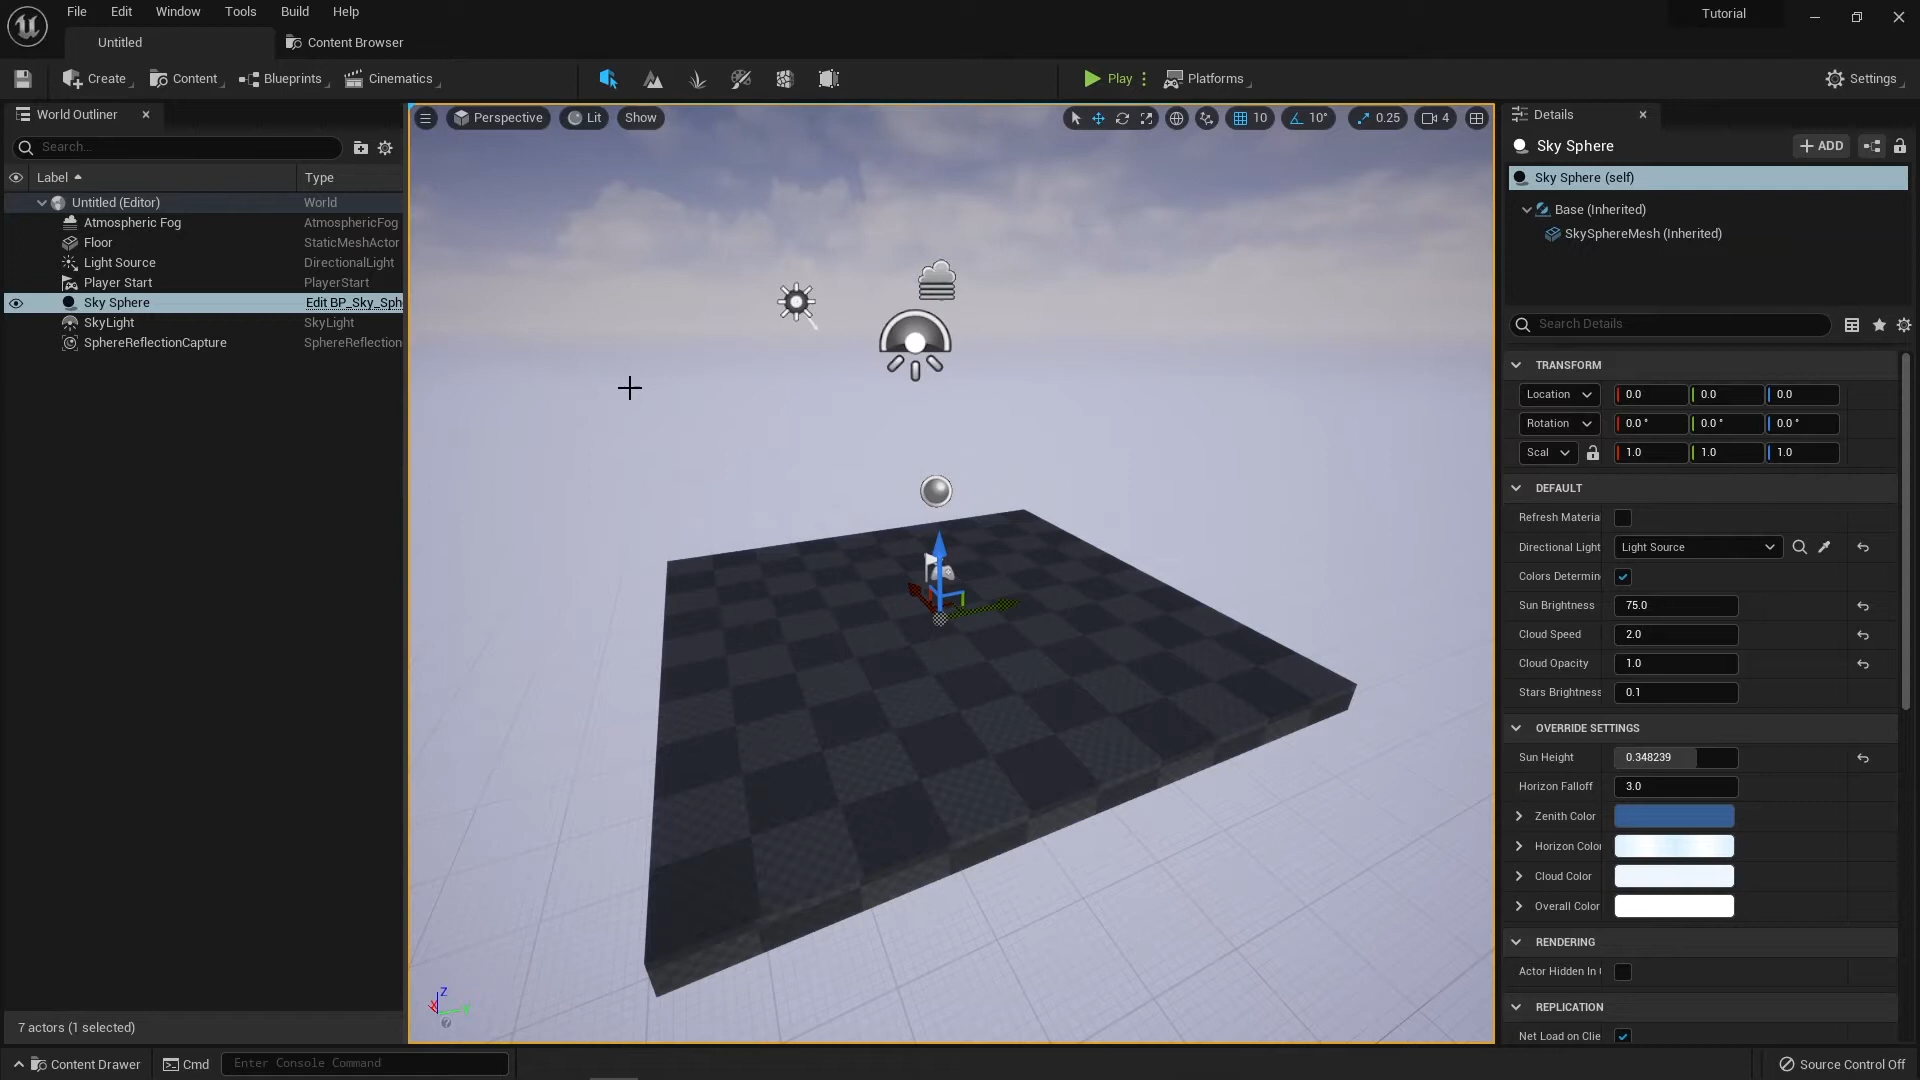 File Edit Window Tools Build Help
Tutorial
Untitled
Content Browser
Create
Content
Blueprints
Cinematics
Play
Platforms
Settings
World Outliner
Search...
Label
Type
Untitled (Editor) World
Atmospheric Fog AtmosphericFog
Floor StaticMeshActor
Light Source DirectionalLight
Player Start PlayerStart
Sky Sphere Edit BP_Sky_Sph
SkyLight SkyLight
SphereReflectionCapture SphereReflection
7 actors (1 selected)
Perspective
Lit
Show
10
10°
0.25
4
Z
X
Y
Details
Sky Sphere
ADD
Sky Sphere (self)
Base (Inherited)
SkySphereMesh (Inherited)
Search Details
TRANSFORM
Location 0.0 0.0 0.0
Rotation 0.0 ° 0.0 ° 0.0 °
Scal 1.0 1.0 1.0
DEFAULT
Refresh Materia
Directional Light Light Source
Colors Determin
Sun Brightness 75.0
Cloud Speed 2.0
Cloud Opacity 1.0
Stars Brightness 0.1
OVERRIDE SETTINGS
Sun Height 0.348239
Horizon Falloff 3.0
Zenith Color
Horizon Color
Cloud Color
Overall Color
RENDERING
Actor Hidden In
REPLICATION
Net Load on Clie
Content Drawer
Cmd
Enter Console Command
Source Control Off